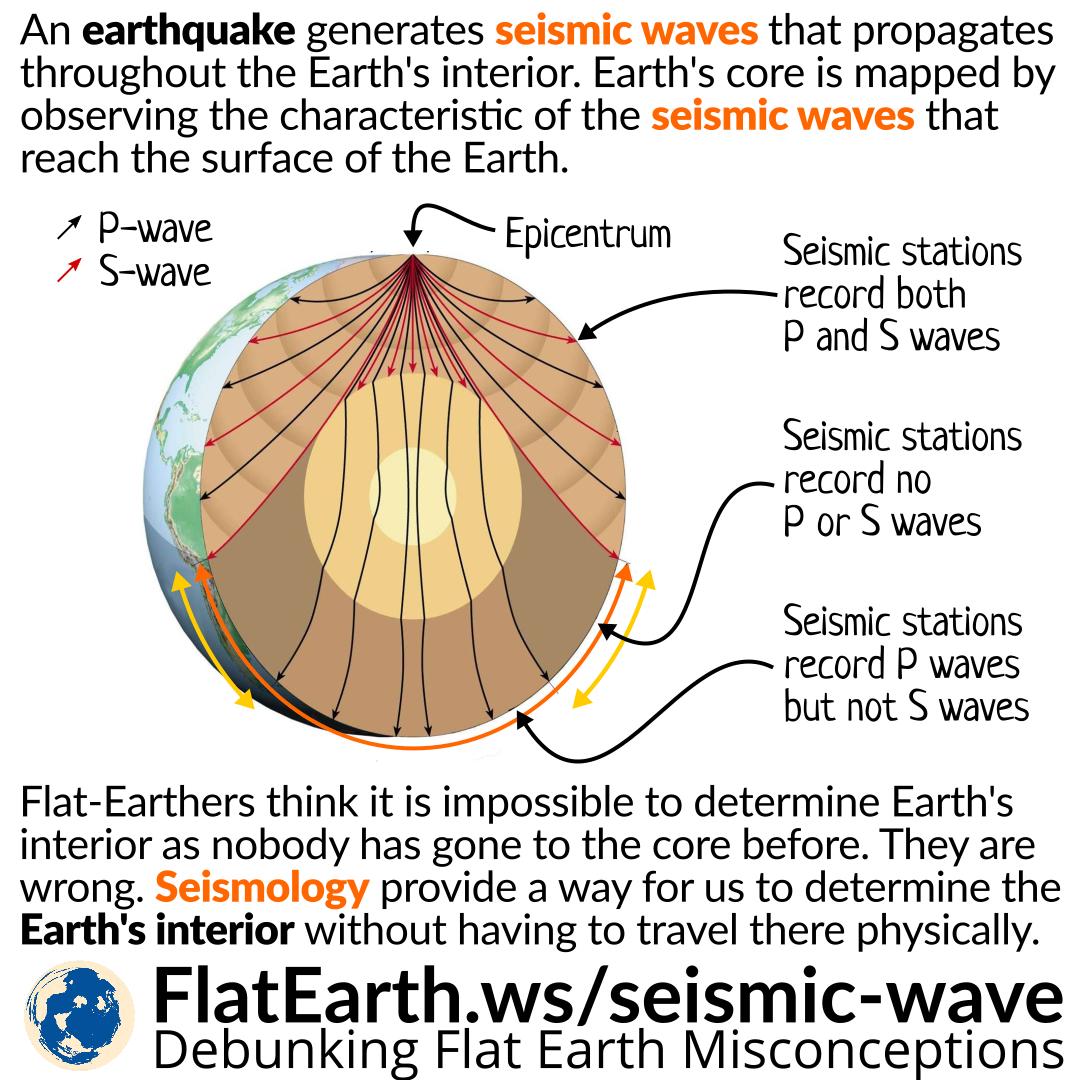 An earthquake generates seismic waves that propagates
throughout the Earth's interior. Earth's core is mapped by
observing the characteristic of the seismic waves that
reach the surface of the Earth.
P-wave
S-wave
Epicentrum
Seismic stations
record both
P and S waves
Seismic stations
record no
P or S waves
Seismic stations
record P waves
but not S waves
Flat-Earthers think it is impossible to determine Earth's
interior as nobody has gone to the core before. They are
wrong. Seismology provide a way for us to determine the
Earth's interior without having to travel there physically.
FlatEarth.ws/seismic-wave
Debunking Flat Earth Misconceptions